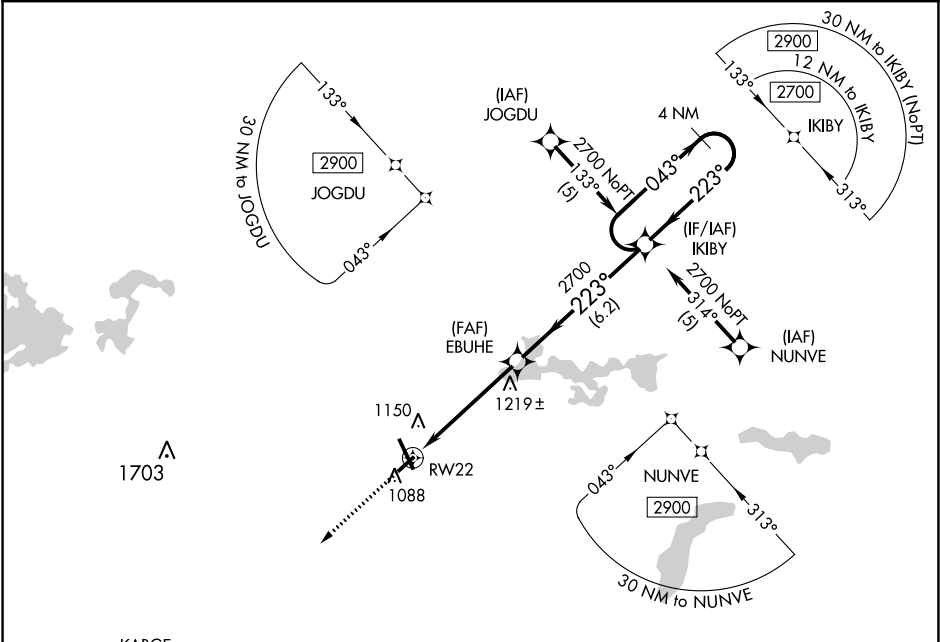 30 NM to IKIBY (NoPT)
2900
12 NM to IKIBY
2700
133°
IKIBY
313°
133°
2900
JOGDU
30 NM to JOGDU
043°
(IAF)
JOGDU
4 NM
2700 NoPT
133°
(5)
043°
223°
(IF/IAF)
IKIBY
2700
223°
(6.2)
2700 NoPT
314°
(5)
(IAF)
NUNVE
(FAF)
EBUHE
1219 ±
1150
RW22
1088
1703
043°
NUNVE
2900
313°
30 NM to NUNVE